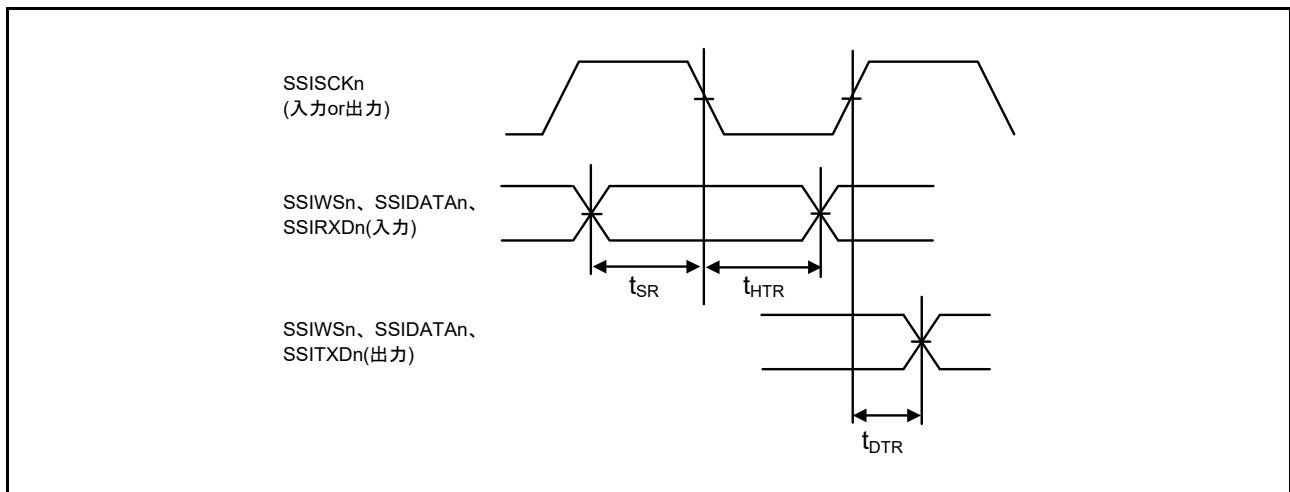 SSISCKn
(入力or出力)
SSIWSn、SSIDATAn、
SSIRXDn(入力)
tSR
tHTR
SSIWSn、SSIDATAn、
SSITXDn(出力)
tDTR